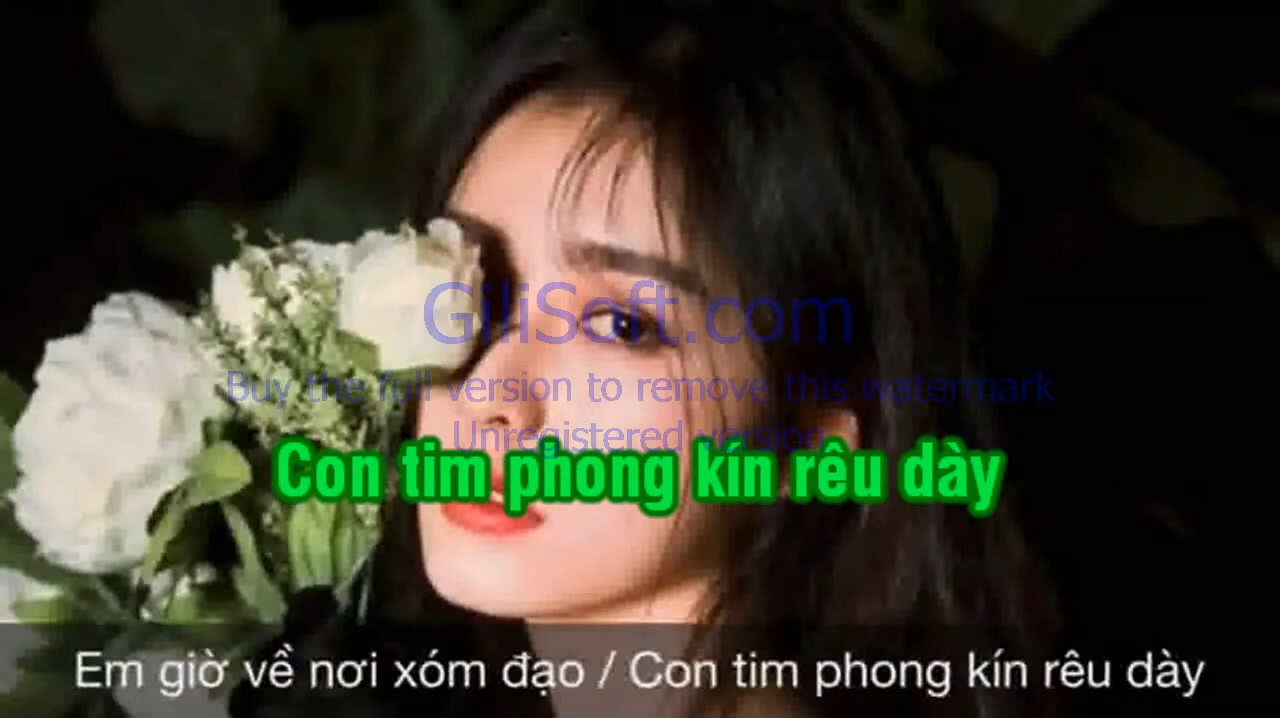 GiliSoft.com
Buy the full version to remove this watermark
Unregistered version
Con tim phong kín rêu dày
Em giờ về nơi xóm đạo / Con tim phong kín rêu dày